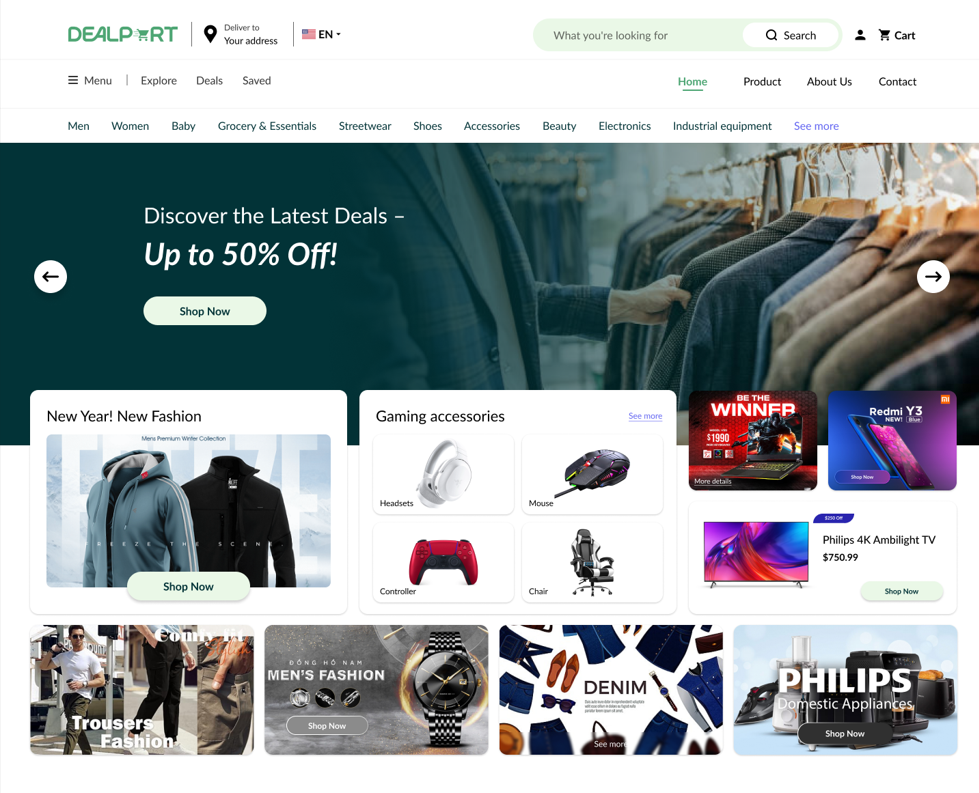 DEALPORT
Deliver to
Your address
EN
What you're looking for
Search
Cart
Menu
Explore
Deals
Saved
Home
Product
About Us
Contact
Men
Women
Baby
Grocery & Essentials
Streetwear
Shoes
Accessories
Beauty
Electronics
Industrial equipment
See more
Discover the Latest Deals –
Up to 50% Off!
Shop Now
New Year! New Fashion
Mens Premium Winter Collection
BREEZE THE SCENE
Shop Now
Gaming accessories
See more
Headsets
Mouse
Controller
Chair
BE THE
WINNER
$1990
More details
mi
Redmi Y3
NEW! Blue
Shop Now
$250 Off
Philips 4K Ambilight TV
$750.99
Shop Now
Trousers
Fashion
ĐỒNG HỒ NAM
MEN'S FASHION
Shop Now
DENIM
See more
PHILIPS
Domestic Appliances
Shop Now